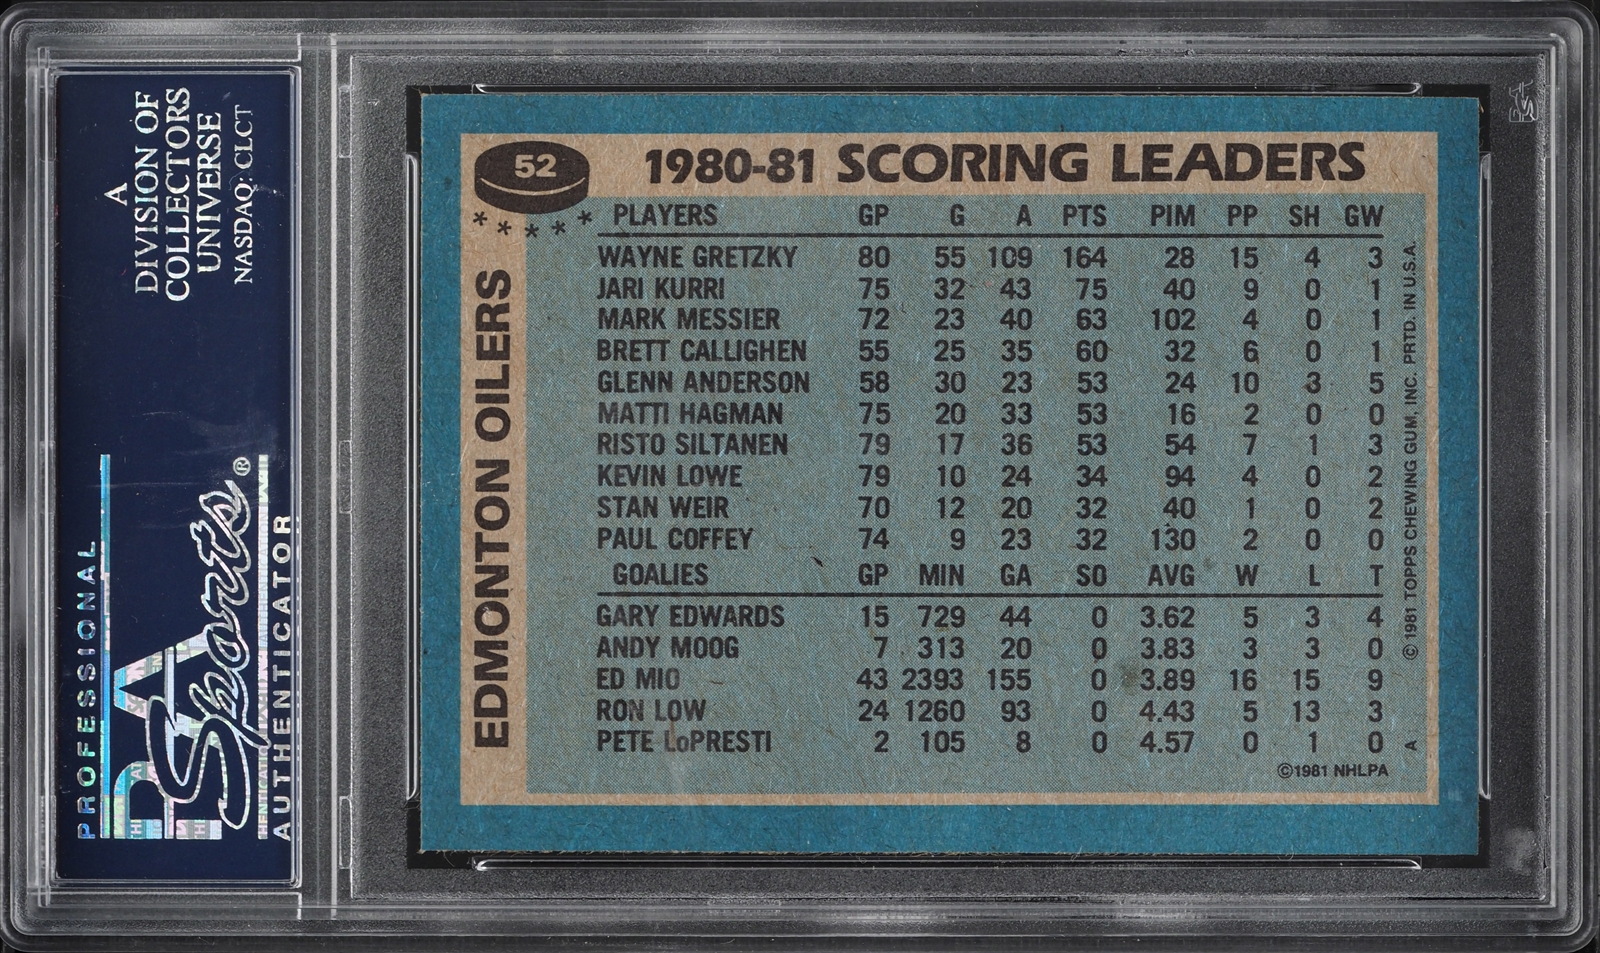 A
DIVISION OF
COLLECTORS
UNIVERSE
NASDAQ: CLCT
PROFESSIONAL
PSA
Sports®
AUTHENTICATOR
PSA
52
1980-81 SCORING LEADERS
EDMONTON OILERS
PLAYERS GP G A PTS PIM PP SH GW
WAYNE GRETZKY 80 55 109 164 28 15 4 3
JARI KURRI 75 32 43 75 40 9 0 1
MARK MESSIER 72 23 40 63 102 4 0 1
BRETT CALLIGHEN 55 25 35 60 32 6 0 1
GLENN ANDERSON 58 30 23 53 24 10 3 5
MATTI HAGMAN 75 20 33 53 16 2 0 0
RISTO SILTANEN 79 17 36 53 54 7 1 3
KEVIN LOWE 79 10 24 34 94 4 0 2
STAN WEIR 70 12 20 32 40 1 0 2
PAUL COFFEY 74 9 23 32 130 2 0 0
GOALIES GP MIN GA SO AVG W L T
GARY EDWARDS 15 729 44 0 3.62 5 3 4
ANDY MOOG 7 313 20 0 3.83 3 3 0
ED MIO 43 2393 155 0 3.89 16 15 9
RON LOW 24 1260 93 0 4.43 5 13 3
PETE LoPRESTI 2 105 8 0 4.57 0 1 0
©1981 NHLPA
©1981 TOPPS CHEWING GUM, INC. PRTD. IN U.S.A.
A